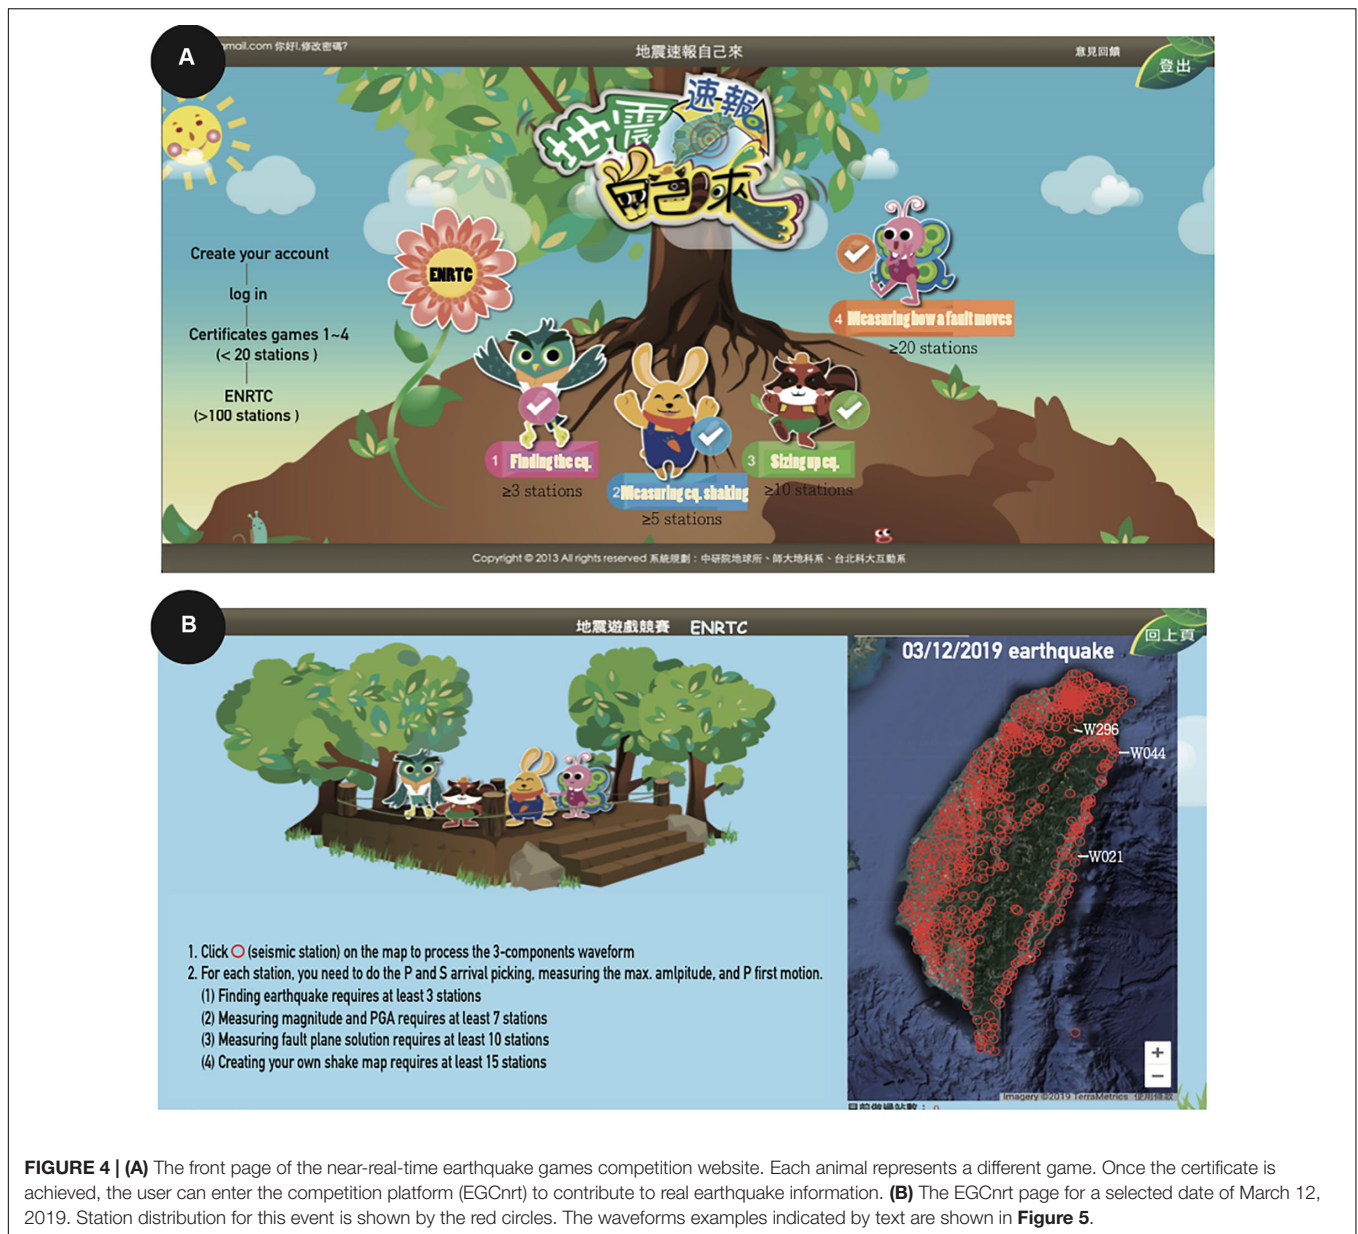 A
gmail.com 你好!,修改密碼?
地震速報自己來
意見回饋
登出
地震
速報
自己來
ENRTC
Create your account
log in
Certificates games 1~4
(< 20 stations )
ENRTC
(>100 stations )
4 Measuring how a fault moves
≥20 stations
1 Finding the eq.
≥3 stations
2 Measuring eq. shaking
≥5 stations
3 Sizing up eq.
≥10 stations
Copyright © 2013 All rights reserved 系統規劃：中研院地球所、師大地科系、台北科大互動系
B
地震遊戲競賽 ENRTC
回上頁
03/12/2019 earthquake
W296
W044
W021
1. Click (seismic station) on the map to process the 3-components waveform
2. For each station, you need to do the P and S arrival picking, measuring the max. amlpitude, and P first motion.
(1) Finding earthquake requires at least 3 stations
(2) Measuring magnitude and PGA requires at least 7 stations
(3) Measuring fault plane solution requires at least 10 stations
(4) Creating your own shake map requires at least 15 stations
+
−
Imagery ©2019 TerraMetrics 使用條款
FIGURE 4 | (A) The front page of the near-real-time earthquake games competition website. Each animal represents a different game. Once the certificate is
achieved, the user can enter the competition platform (EGCnrt) to contribute to real earthquake information. (B) The EGCnrt page for a selected date of March 12,
2019. Station distribution for this event is shown by the red circles. The waveforms examples indicated by text are shown in Figure 5.